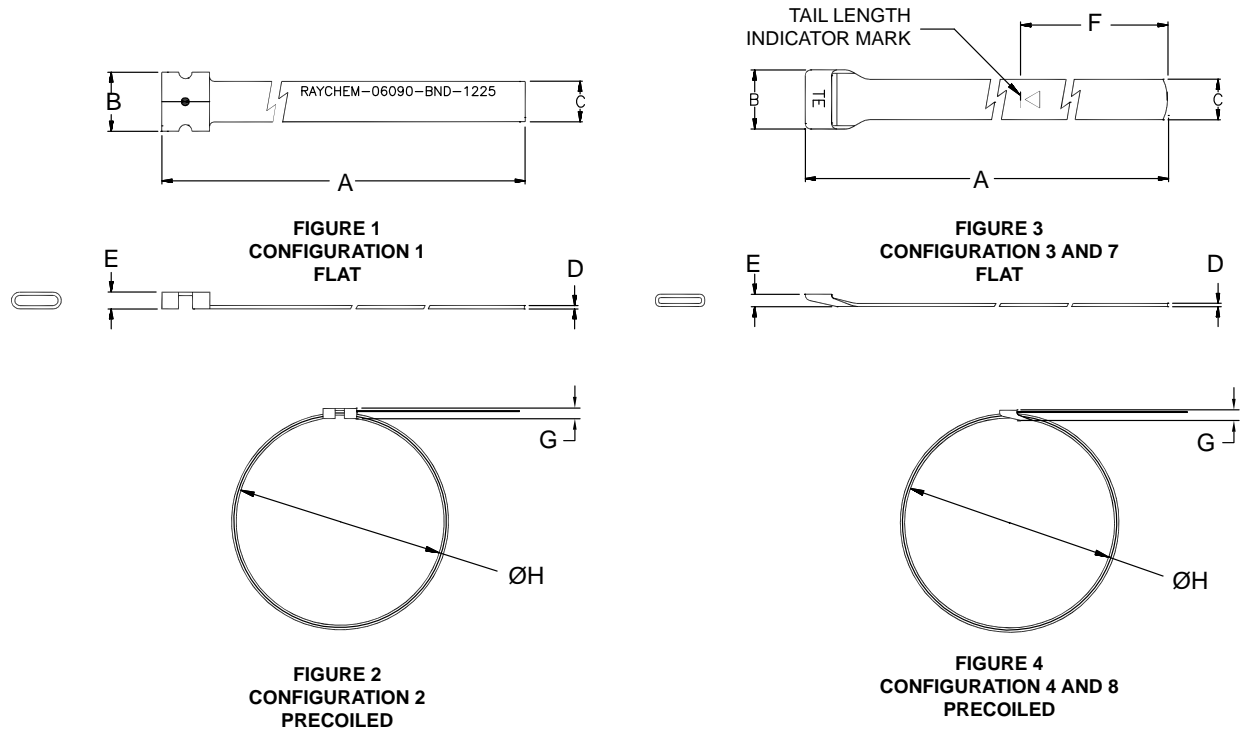 B
RAYCHEM-06090-BND-1225
C
A
FIGURE 1
CONFIGURATION 1
FLAT
E
D
G
ØH
FIGURE 2
CONFIGURATION 2
PRECOILED
TAIL LENGTH
INDICATOR MARK
F
B
TE
C
A
FIGURE 3
CONFIGURATION 3 AND 7
FLAT
E
D
G
ØH
FIGURE 4
CONFIGURATION 4 AND 8
PRECOILED